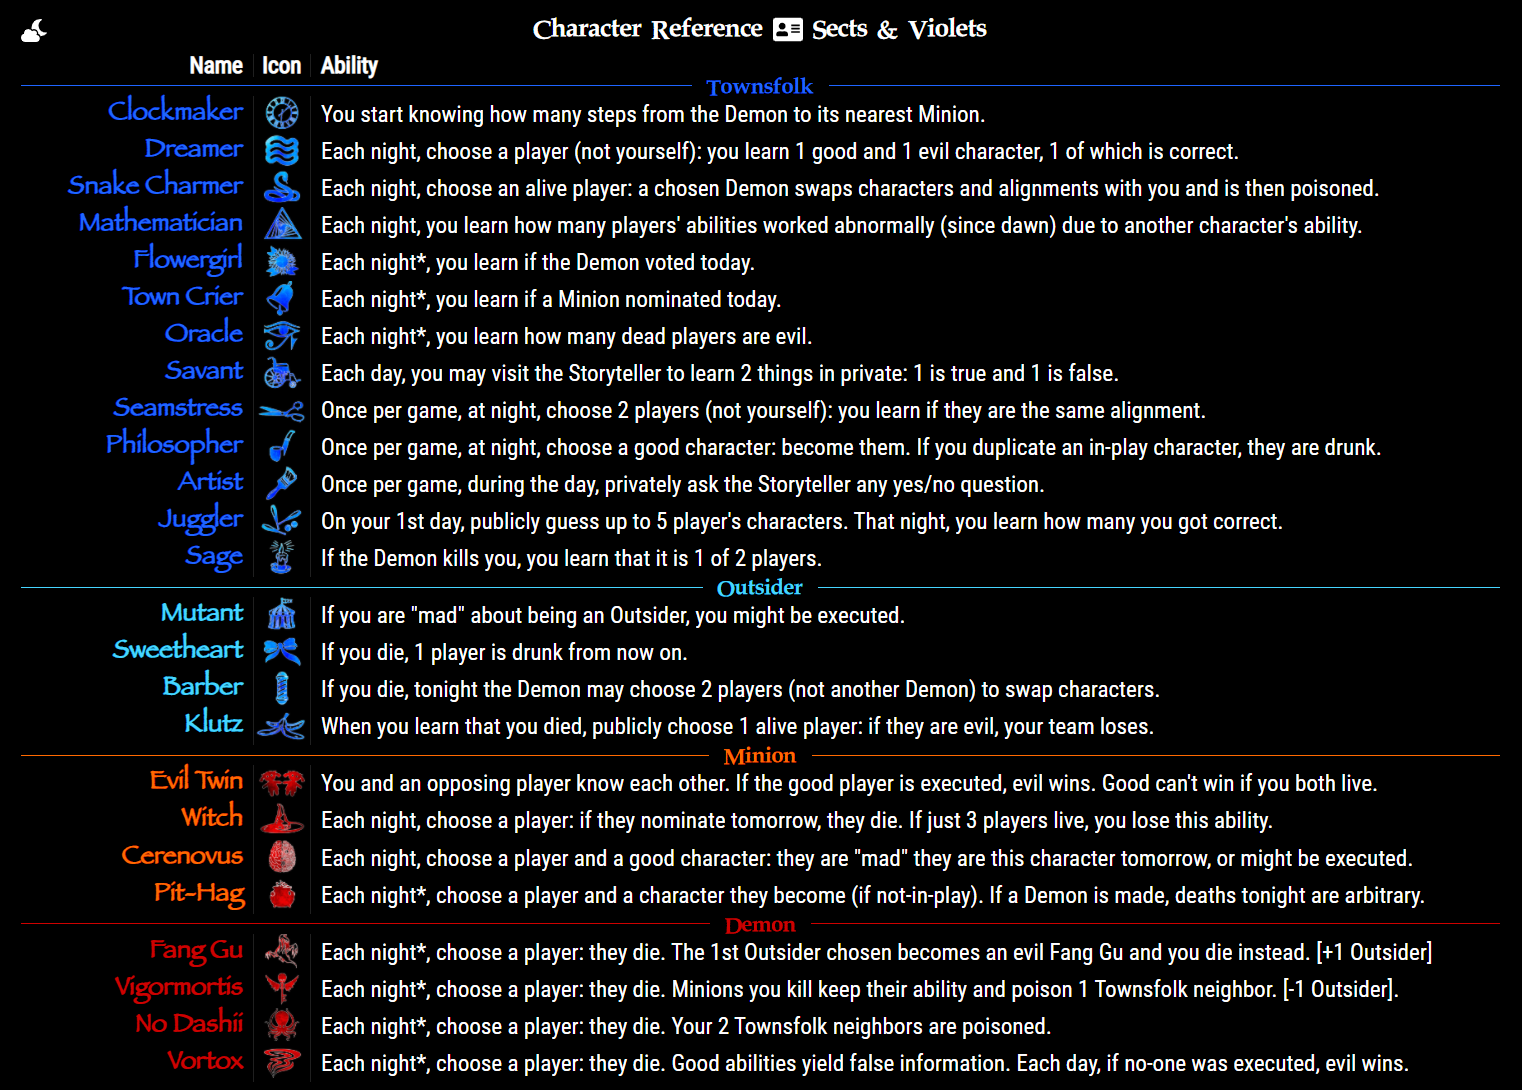 Character Reference Sects & Violets
Name Icon Ability
Townsfolk
Clockmaker You start knowing how many steps from the Demon to its nearest Minion.
Dreamer Each night, choose a player (not yourself): you learn 1 good and 1 evil character, 1 of which is correct.
Snake Charmer Each night, choose an alive player: a chosen Demon swaps characters and alignments with you and is then poisoned.
Mathematician Each night, you learn how many players' abilities worked abnormally (since dawn) due to another character's ability.
Flowergirl Each night*, you learn if the Demon voted today.
Town Crier Each night*, you learn if a Minion nominated today.
Oracle Each night*, you learn how many dead players are evil.
Savant Each day, you may visit the Storyteller to learn 2 things in private: 1 is true and 1 is false.
Seamstress Once per game, at night, choose 2 players (not yourself): you learn if they are the same alignment.
Philosopher Once per game, at night, choose a good character: become them. If you duplicate an in-play character, they are drunk.
Artist Once per game, during the day, privately ask the Storyteller any yes/no question.
Juggler On your 1st day, publicly guess up to 5 player's characters. That night, you learn how many you got correct.
Sage If the Demon kills you, you learn that it is 1 of 2 players.
Outsider
Mutant If you are "mad" about being an Outsider, you might be executed.
Sweetheart If you die, 1 player is drunk from now on.
Barber If you die, tonight the Demon may choose 2 players (not another Demon) to swap characters.
Klutz When you learn that you died, publicly choose 1 alive player: if they are evil, your team loses.
Minion
Evil Twin You and an opposing player know each other. If the good player is executed, evil wins. Good can't win if you both live.
Witch Each night, choose a player: if they nominate tomorrow, they die. If just 3 players live, you lose this ability.
Cerenovus Each night, choose a player and a good character: they are "mad" they are this character tomorrow, or might be executed.
Pit-Hag Each night*, choose a player and a character they become (if not-in-play). If a Demon is made, deaths tonight are arbitrary.
Demon
Fang Gu Each night*, choose a player: they die. The 1st Outsider chosen becomes an evil Fang Gu and you die instead. [+1 Outsider]
Vigormortis Each night*, choose a player: they die. Minions you kill keep their ability and poison 1 Townsfolk neighbor. [-1 Outsider].
No Dashii Each night*, choose a player: they die. Your 2 Townsfolk neighbors are poisoned.
Vortox Each night*, choose a player: they die. Good abilities yield false information. Each day, if no-one was executed, evil wins.